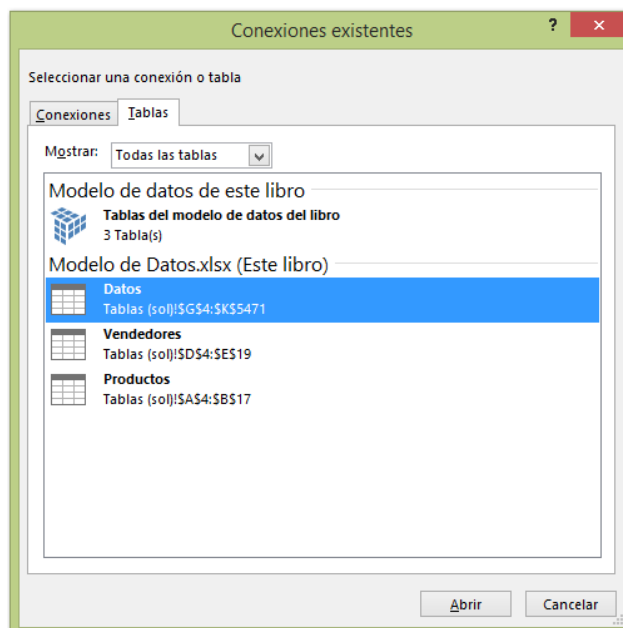 Conexiones existentes
?
Seleccionar una conexión o tabla
Conexiones
Tablas
Mostrar:
Todas las tablas
Modelo de datos de este libro
Tablas del modelo de datos del libro
3 Tabla(s)
Modelo de Datos.xlsx (Este libro)
Datos
Tablas (sol)!$G$4:$K$5471
Vendedores
Tablas (sol)!$D$4:$E$19
Productos
Tablas (sol)!$A$4:$B$17
Abrir
Cancelar